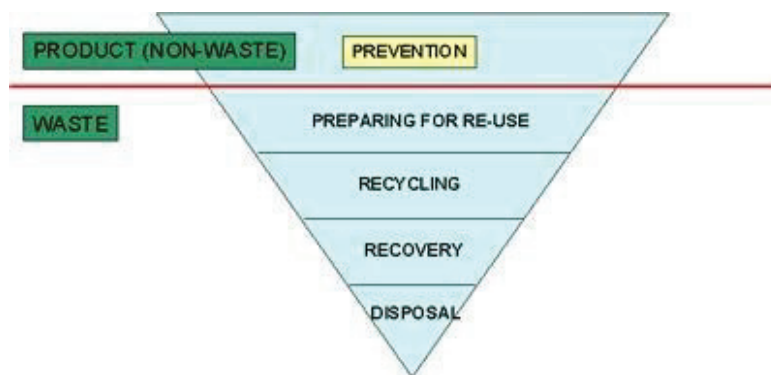 PRODUCT (NON-WASTE)
PREVENTION
WASTE
PREPARING FOR RE-USE
RECYCLING
RECOVERY
DISPOSAL